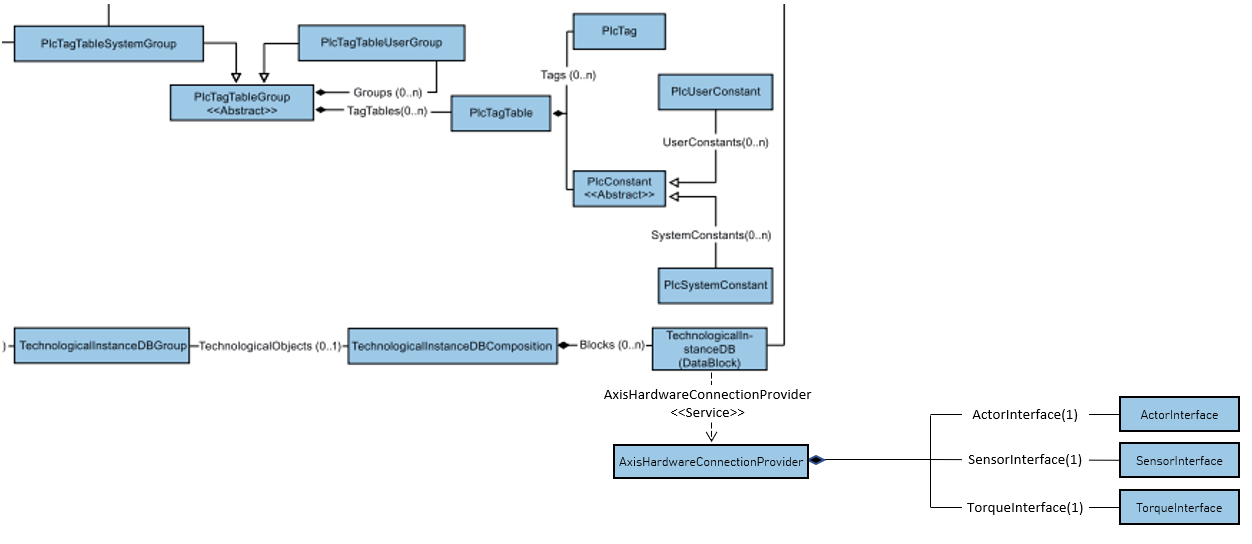 PlcTagTableSystemGroup
PlcTagTableUserGroup
PlcTag
PlcTagTableGroup
<<Abstract>>
Groups (0..n)
TagTables(0..n)
PlcTagTable
Tags (0..n)
PlcUserConstant
UserConstants(0..n)
PlcConstant
<<Abstract>>
SystemConstants(0..n)
PlcSystemConstant
)
TechnologicalInstanceDBGroup
TechnologicalObjects (0..1)
TechnologicalInstanceDBComposition
Blocks (0..n)
TechnologicalIn-
stanceDB
(DataBlock)
AxisHardwareConnectionProvider
<<Service>>
AxisHardwareConnectionProvider
ActorInterface(1)
ActorInterface
SensorInterface(1)
SensorInterface
TorqueInterface(1)
TorqueInterface